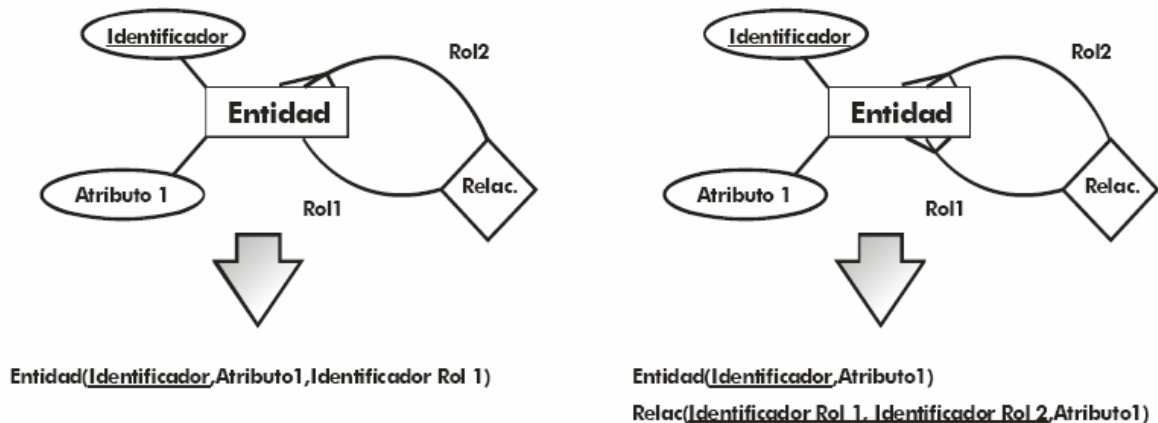 Identificador
Rol2
Entidad
Atributo 1
Rol1
Relac.
Entidad(Identificador,Atributo1,Identificador Rol 1)
Identificador
Rol2
Entidad
Atributo 1
Rol1
Relac.
Entidad(Identificador,Atributo1)
Relac(Identificador Rol 1, Identificador Rol 2,Atributo1)